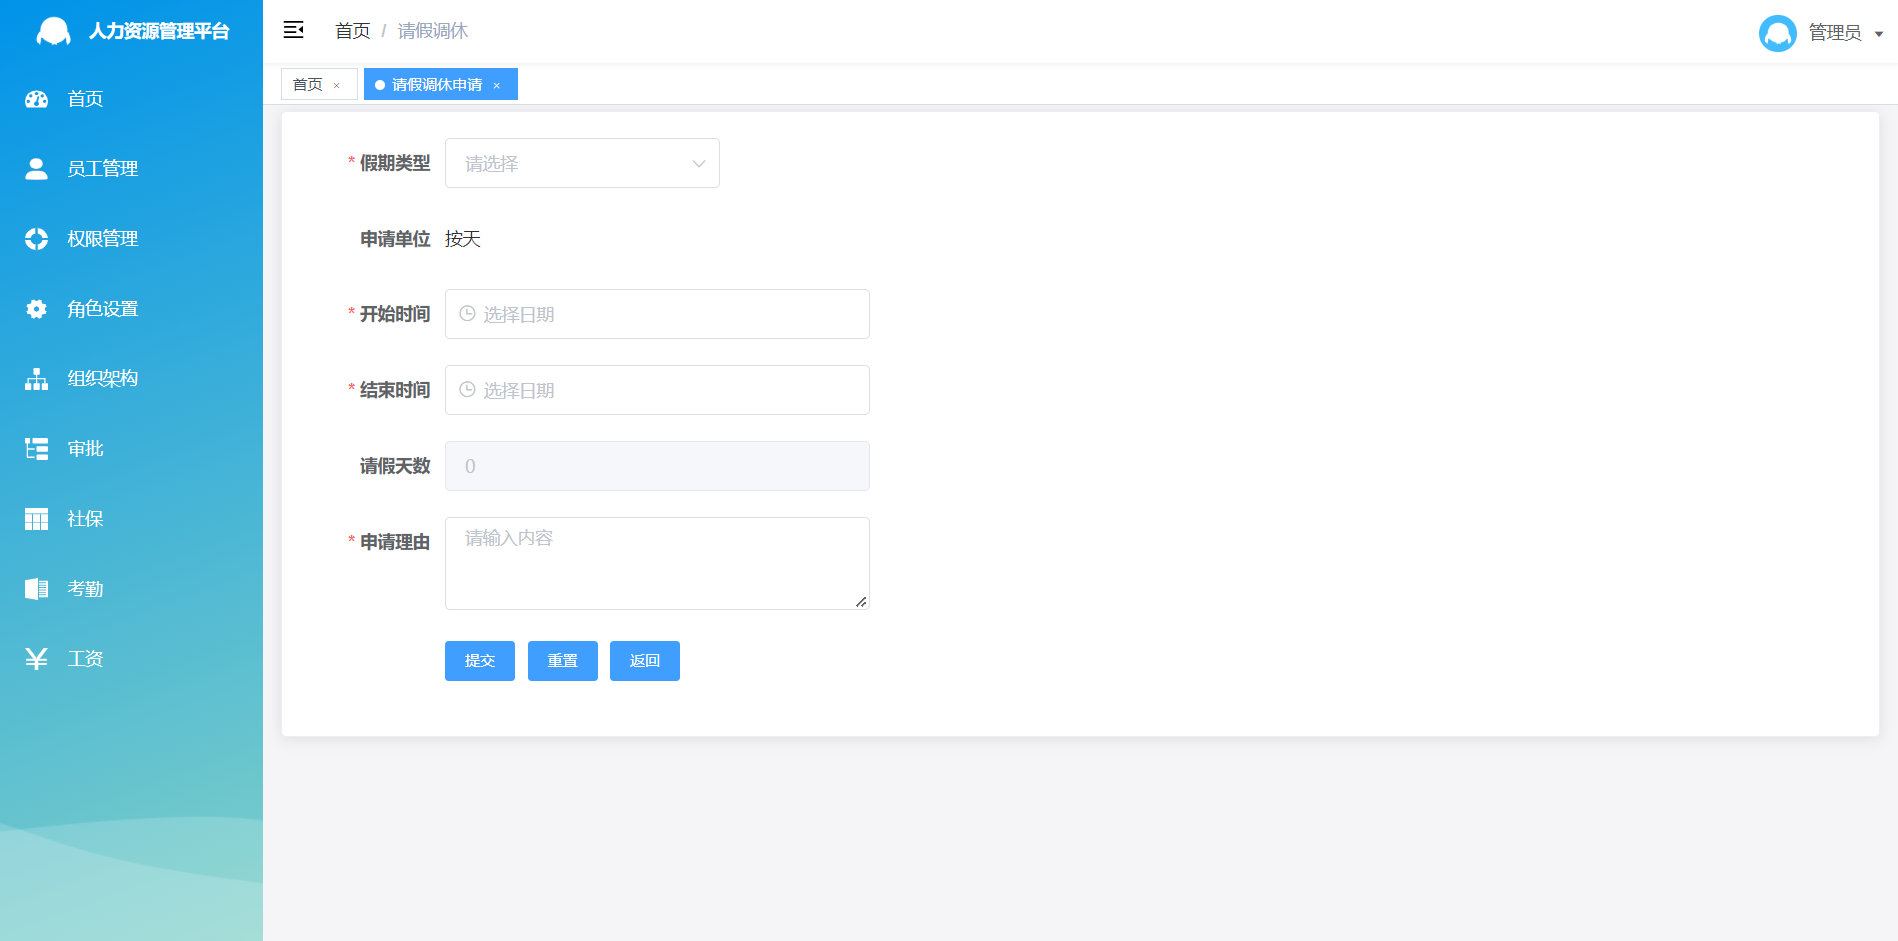 人力资源管理平台
首页
员工管理
权限管理
角色设置
组织架构
审批
社保
考勤
工资
首页 / 请假调休
管理员
首页 ×
请假调休申请 ×
* 假期类型 请选择
申请单位 按天
* 开始时间 选择日期
* 结束时间 选择日期
请假天数 0
* 申请理由 请输入内容
提交 重置 返回